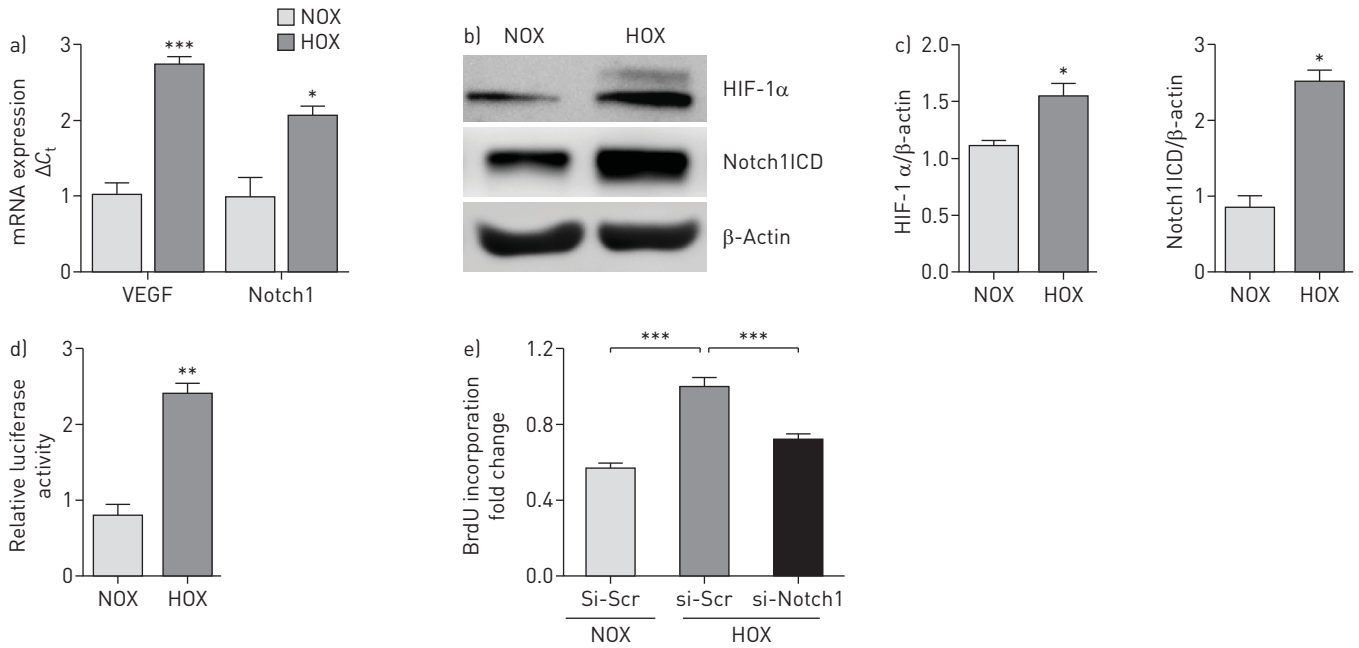 a)
NOX
HOX
mRNA expression
ΔCt
3
2
1
0
***
*
VEGF
Notch1
b)
NOX
HOX
HIF-1α
Notch1ICD
β-Actin
c)
HIF-1 α/β-actin
2.0
1.5
1.0
0.5
0.0
*
NOX
HOX
Notch1ICD/β-actin
3
2
1
0
*
NOX
HOX
d)
Relative luciferase
activity
3
2
1
0
**
NOX
HOX
e)
BrdU incorporation
fold change
1.2
0.8
0.4
0.0
***
***
Si-Scr
si-Scr
si-Notch1
NOX
HOX